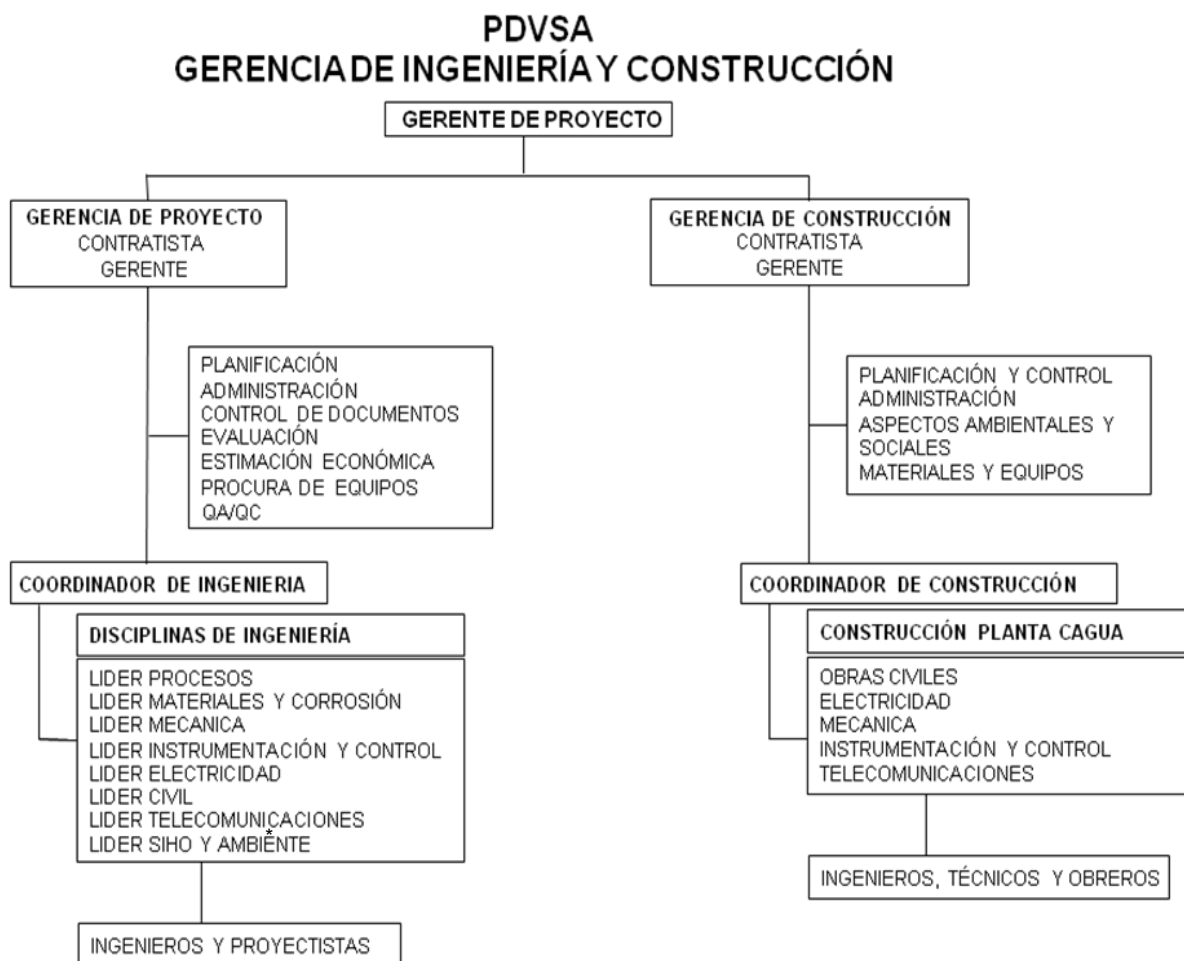 PDVSA
GERENCIA DE INGENIERÍA Y CONSTRUCCIÓN
GERENTE DE PROYECTO
GERENCIA DE PROYECTO
CONTRATISTA
GERENTE
GERENCIA DE CONSTRUCCIÓN
CONTRATISTA
GERENTE
PLANIFICACIÓN
ADMINISTRACIÓN
CONTROL DE DOCUMENTOS
EVALUACIÓN
ESTIMACIÓN ECONÓMICA
PROCURA DE EQUIPOS
QA/QC
PLANIFICACIÓN Y CONTROL
ADMINISTRACIÓN
ASPECTOS AMBIENTALES Y
SOCIALES
MATERIALES Y EQUIPOS
COORDINADOR DE INGENIERIA
DISCIPLINAS DE INGENIERÍA
LIDER PROCESOS
LIDER MATERIALES Y CORROSIÓN
LIDER MECANICA
LIDER INSTRUMENTACIÓN Y CONTROL
LIDER ELECTRICIDAD
LIDER CIVIL
LIDER TELECOMUNICACIONES
LIDER SIHO Y AMBIENTE*
INGENIEROS Y PROYECTISTAS
COORDINADOR DE CONSTRUCCIÓN
CONSTRUCCIÓN PLANTA CAGUA
OBRAS CIVILES
ELECTRICIDAD
MECANICA
INSTRUMENTACIÓN Y CONTROL
TELECOMUNICACIONES
INGENIEROS, TÉCNICOS Y OBREROS